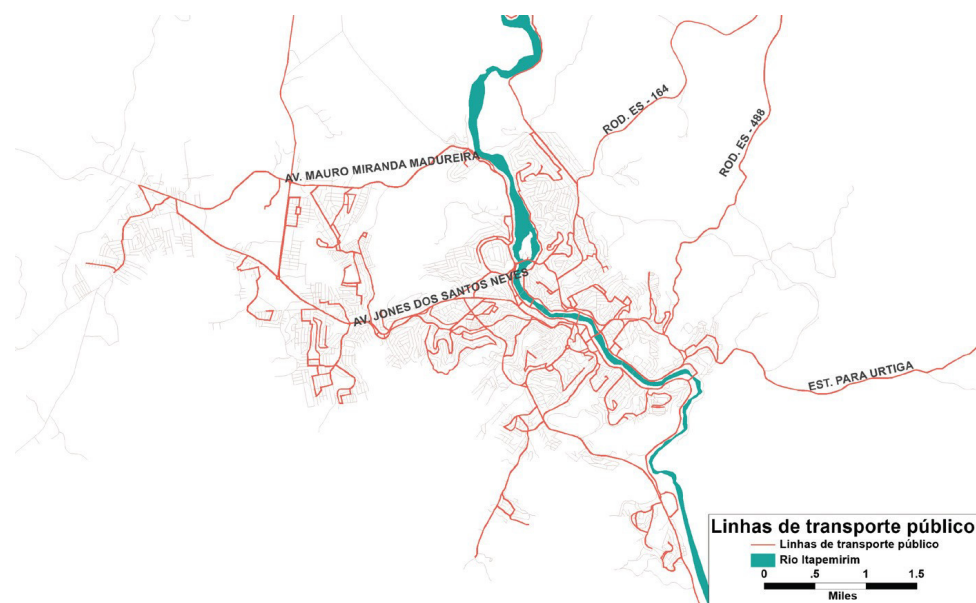 ROD. ES - 164
ROD. ES - 488
AV. MAURO MIRANDA MADUREIRA
AV. JONES DOS SANTOS NEVES
EST. PARA URTIGA
Linhas de transporte público
Linhas de transporte público
Rio Itapemirim
0 0.5 1 1.5
Miles